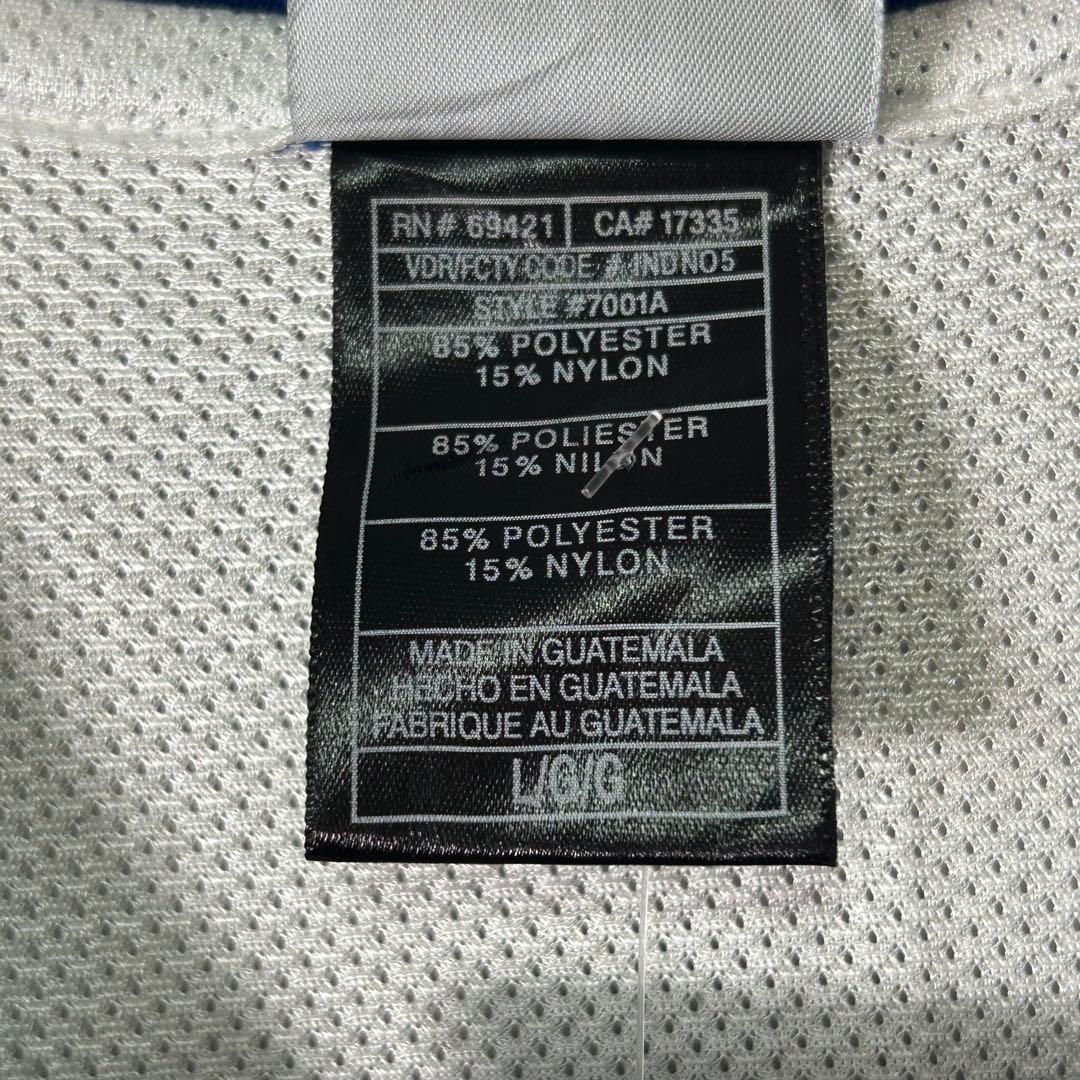 RN# 69421 CA# 17335
VDR/FCTY CODE # INDNO5
STYLE #7001A
85% POLYESTER
15% NYLON
85% POLIESTER
15% NILON
85% POLYESTER
15% NYLON
MADE IN GUATEMALA
HECHO EN GUATEMALA
FABRIQUE AU GUATEMALA
L/G/G